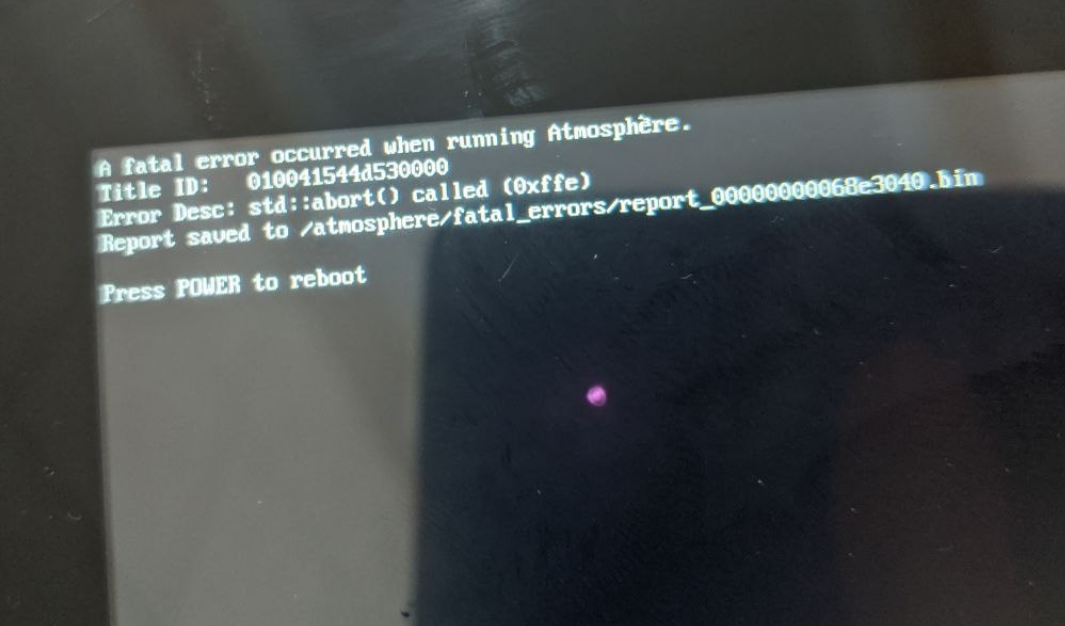 A fatal error occurred when running Atmosphère.
Title ID: 010041544d530000
Error Desc: std::abort() called (0xffe)
Report saved to /atmosphere/fatal_errors/report_00000000068e3040.bin
Press POWER to reboot